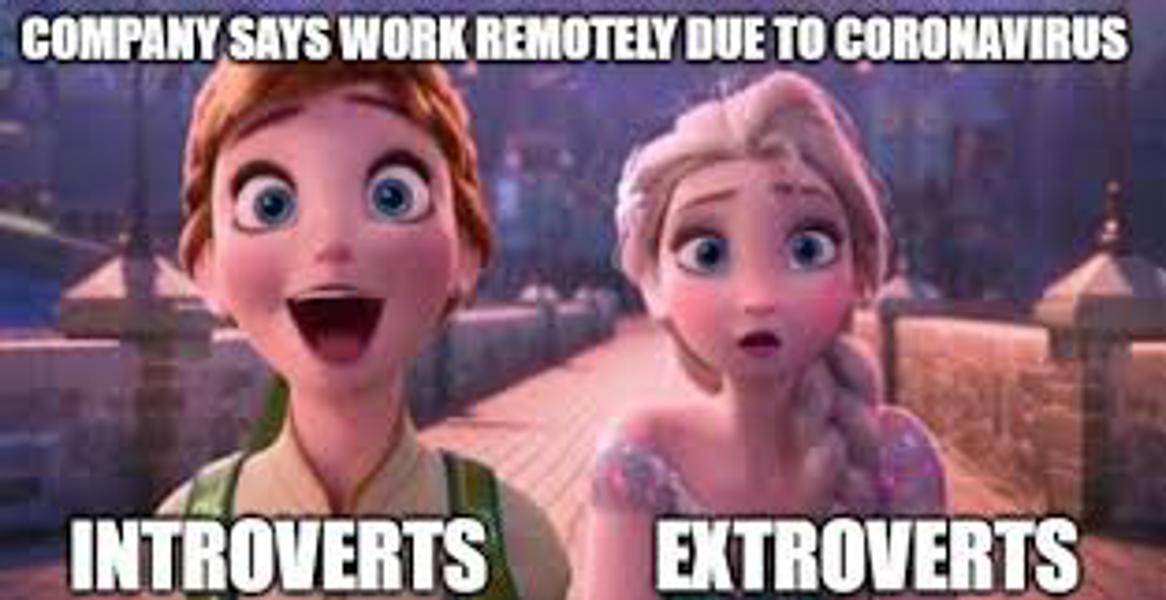 COMPANY SAYS WORK REMOTELY DUE TO CORONAVIRUS
INTROVERTS
EXTROVERTS